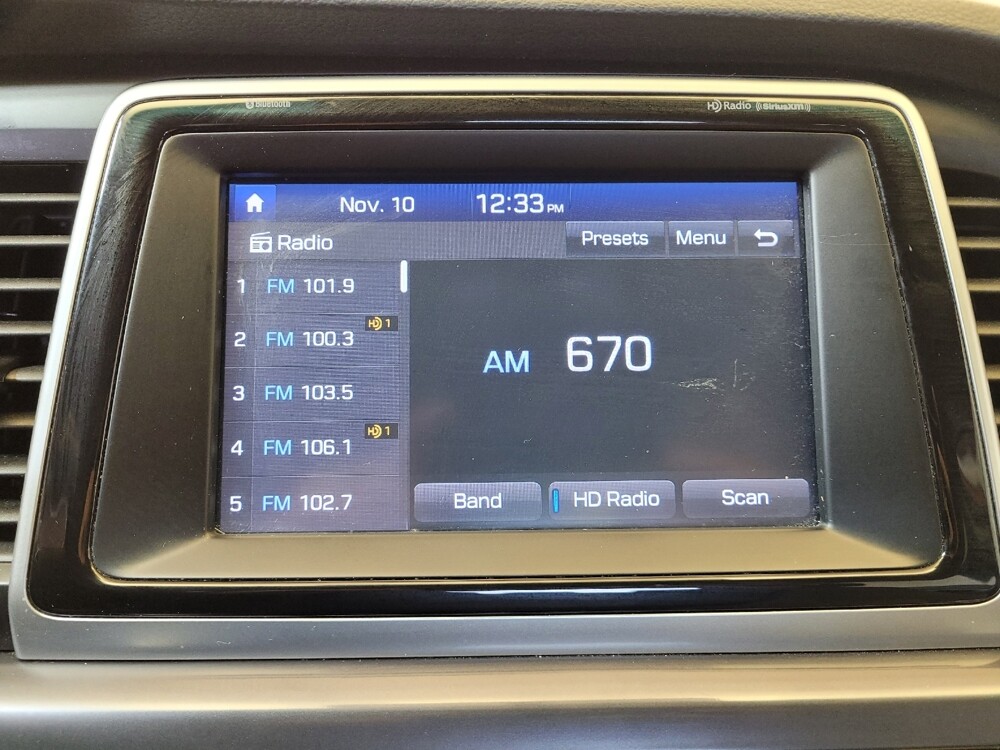 Bluetooth
HD Radio ((SiriusXM))
Nov. 10 12:33 PM
Radio Presets Menu
1 FM 101.9
2 FM 100.3 HD 1
3 FM 103.5
4 FM 106.1 HD 1
5 FM 102.7
AM 670
Band HD Radio Scan